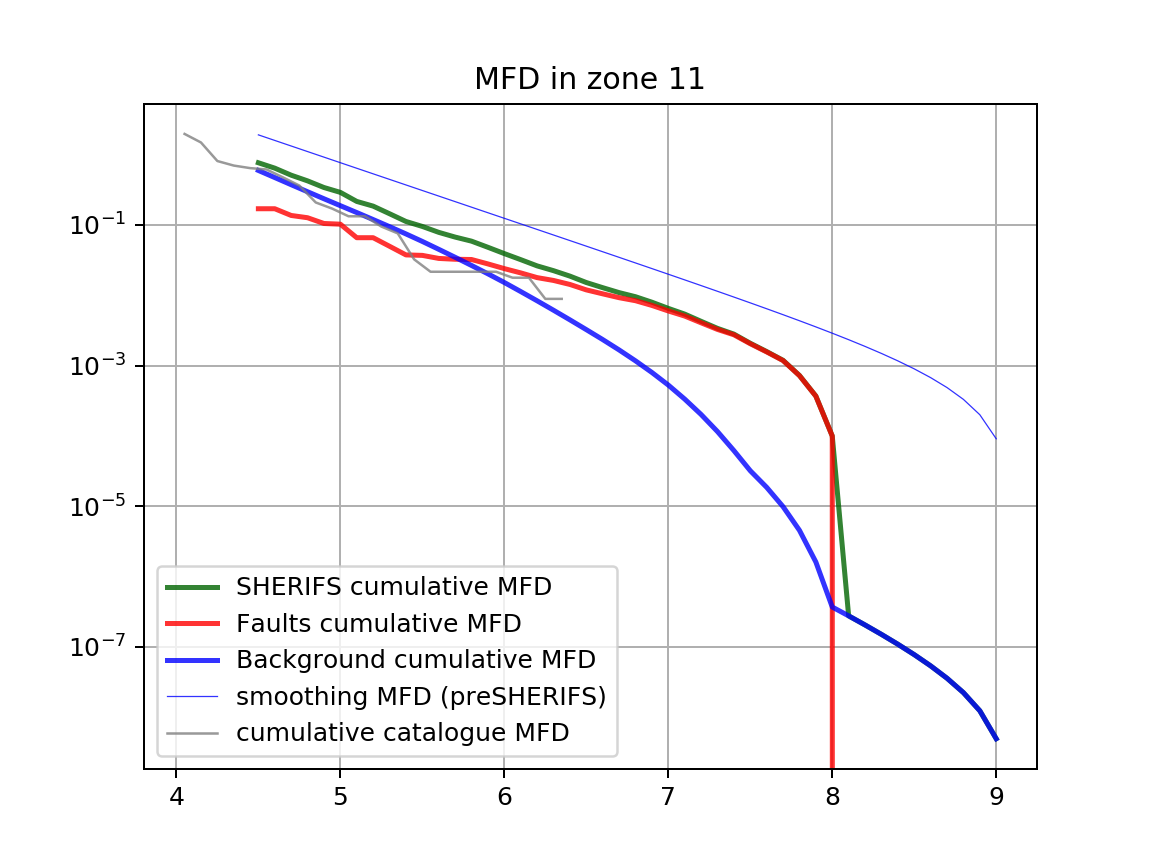 MFD in zone 11
10⁻¹
10⁻³
10⁻⁵
10⁻⁷
SHERIFS cumulative MFD
Faults cumulative MFD
Background cumulative MFD
smoothing MFD (preSHERIFS)
cumulative catalogue MFD
4 5 6 7 8 9